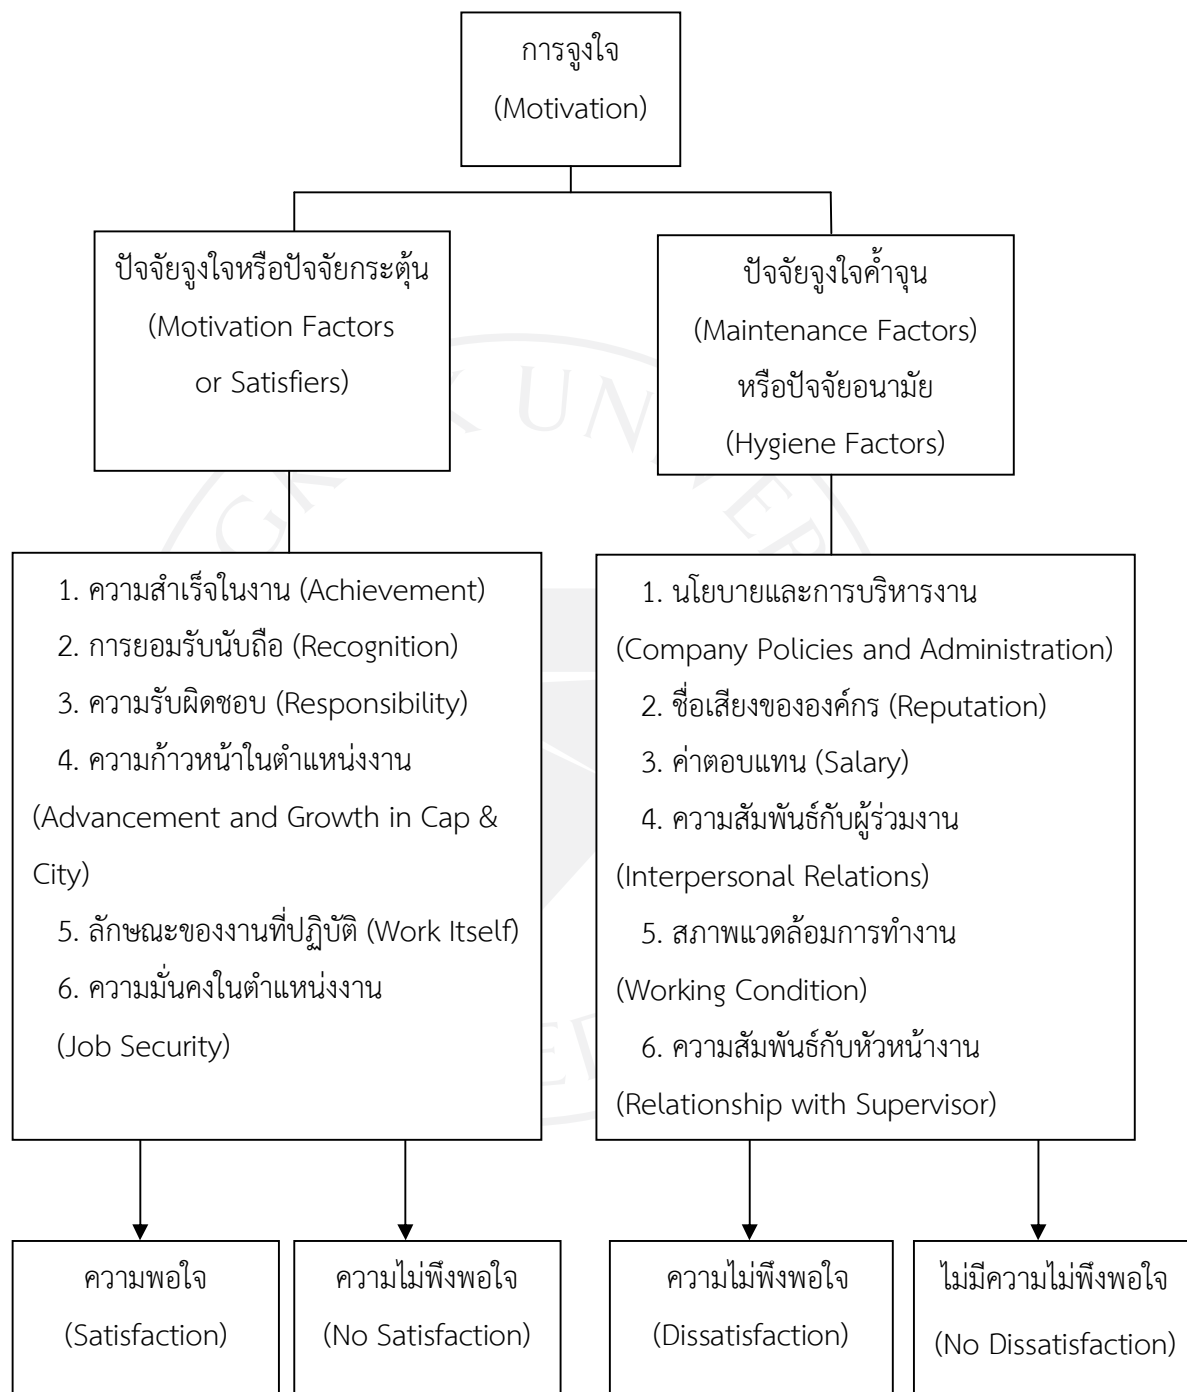 การจูงใจ
(Motivation)
ปัจจัยจูงใจหรือปัจจัยกระตุ้น
(Motivation Factors
or Satisfiers)
ปัจจัยจูงใจค้ำจุน
(Maintenance Factors)
หรือปัจจัยอนามัย
(Hygiene Factors)
1. ความสำเร็จในงาน (Achievement)
2. การยอมรับนับถือ (Recognition)
3. ความรับผิดชอบ (Responsibility)
4. ความก้าวหน้าในตำแหน่งงาน
(Advancement and Growth in Cap &
City)
5. ลักษณะของงานที่ปฏิบัติ (Work Itself)
6. ความมั่นคงในตำแหน่งงาน
(Job Security)
1. นโยบายและการบริหารงาน
(Company Policies and Administration)
2. ชื่อเสียงขององค์กร (Reputation)
3. ค่าตอบแทน (Salary)
4. ความสัมพันธ์กับผู้ร่วมงาน
(Interpersonal Relations)
5. สภาพแวดล้อมการทำงาน
(Working Condition)
6. ความสัมพันธ์กับหัวหน้างาน
(Relationship with Supervisor)
ความพอใจ
(Satisfaction)
ความไม่พึงพอใจ
(No Satisfaction)
ความไม่พึงพอใจ
(Dissatisfaction)
ไม่มีความไม่พึงพอใจ
(No Dissatisfaction)